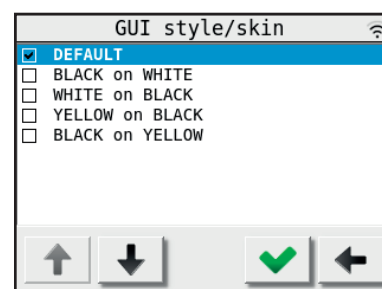 GUI style/skin
DEFAULT
BLACK on WHITE
WHITE on BLACK
YELLOW on BLACK
BLACK on YELLOW